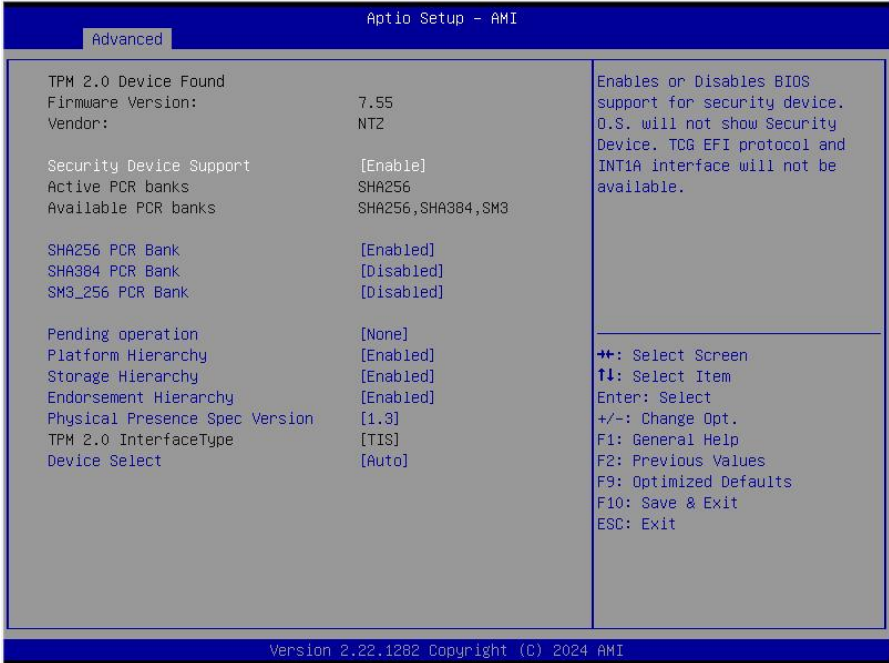 Aptio Setup – AMI
Advanced
TPM 2.0 Device Found
Firmware Version: 7.55
Vendor: NTZ
Security Device Support [Enable]
Active PCR banks SHA256
Available PCR banks SHA256,SHA384,SM3
SHA256 PCR Bank [Enabled]
SHA384 PCR Bank [Disabled]
SM3_256 PCR Bank [Disabled]
Pending operation [None]
Platform Hierarchy [Enabled]
Storage Hierarchy [Enabled]
Endorsement Hierarchy [Enabled]
Physical Presence Spec Version [1.3]
TPM 2.0 InterfaceType [TIS]
Device Select [Auto]
Enables or Disables BIOS
support for security device.
O.S. will not show Security
Device. TCG EFI protocol and
INT1A interface will not be
available.
→←: Select Screen
↑↓: Select Item
Enter: Select
+/-: Change Opt.
F1: General Help
F2: Previous Values
F9: Optimized Defaults
F10: Save & Exit
ESC: Exit
Version 2.22.1282 Copyright (C) 2024 AMI